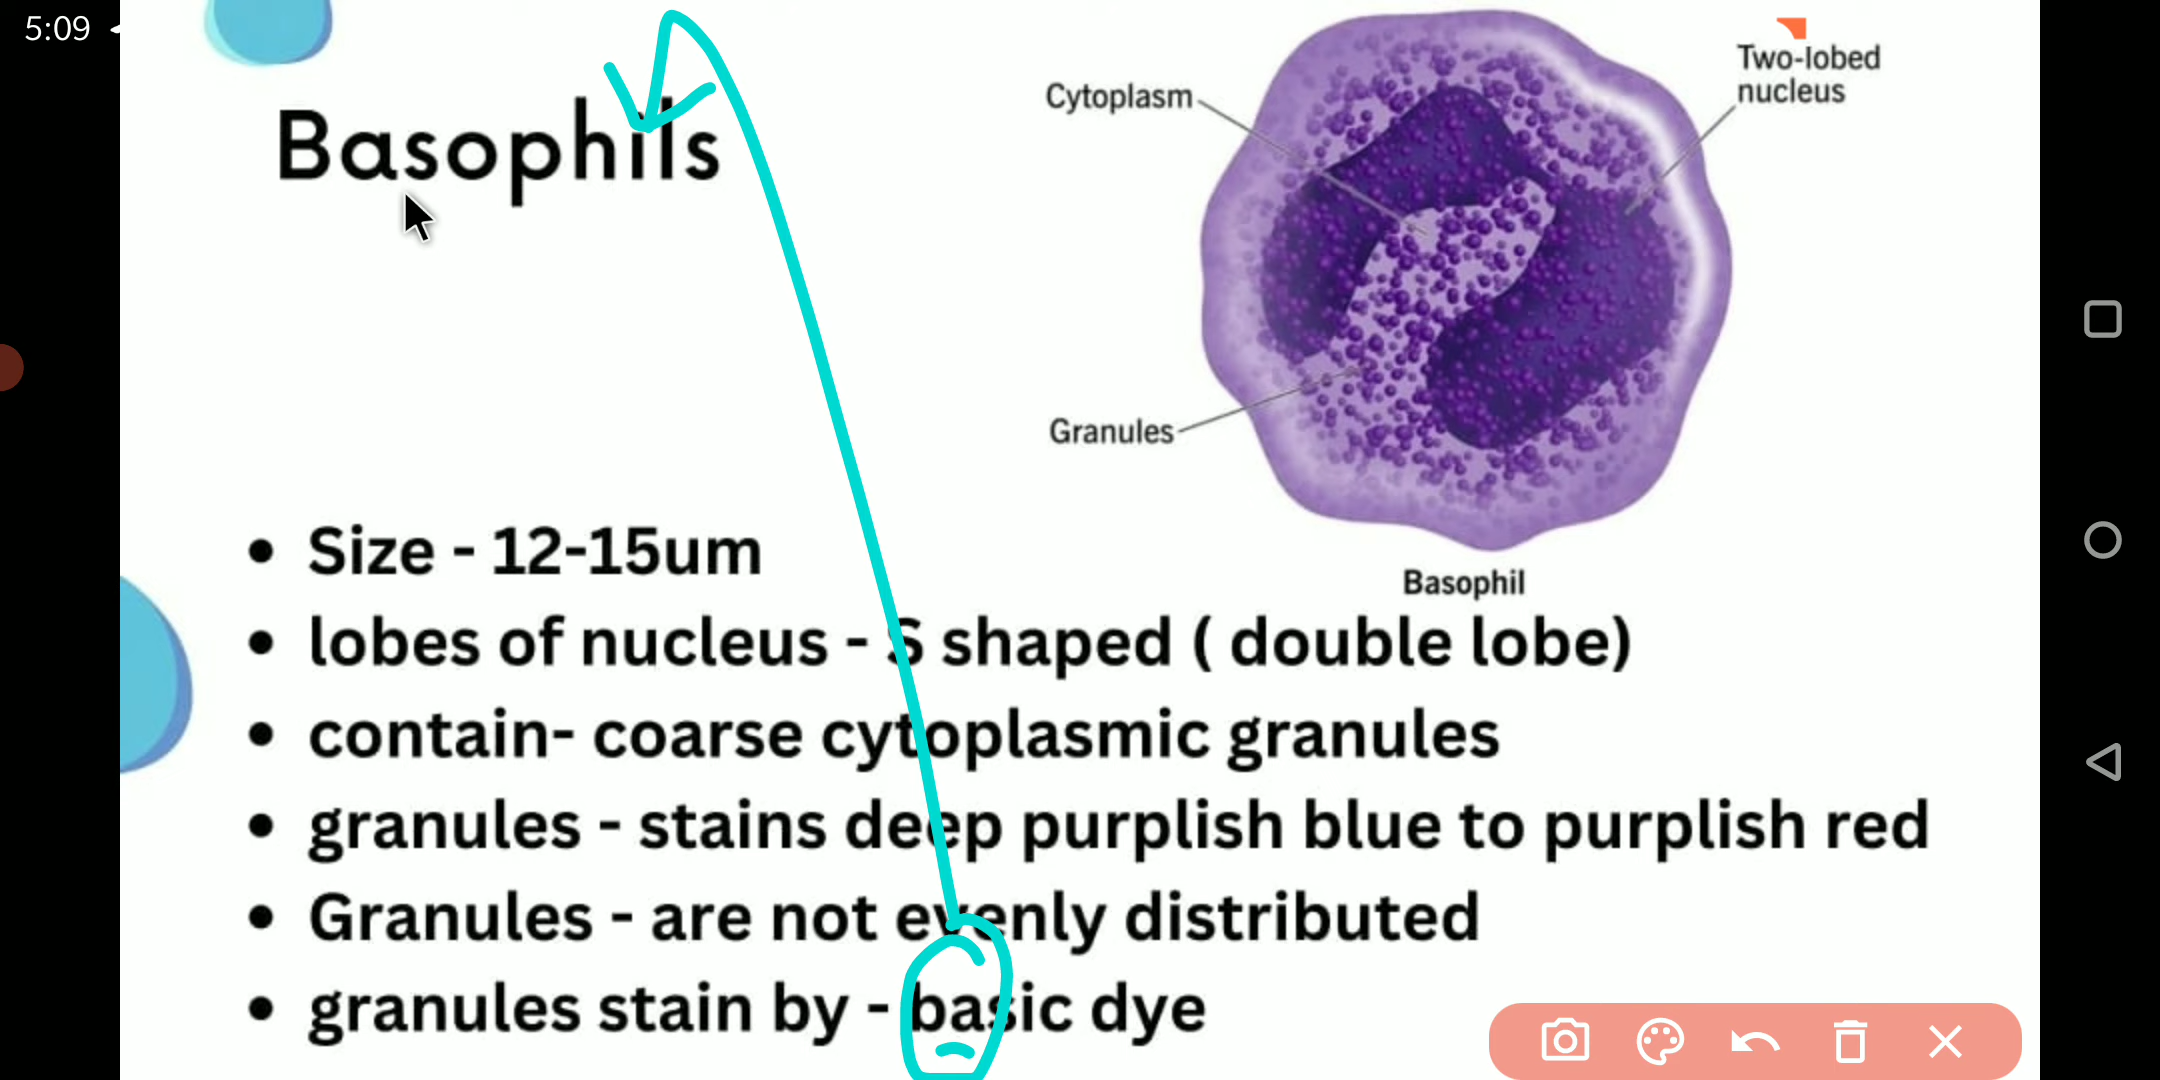 5:09
Basophils
Cytoplasm
Two-lobed
nucleus
Granules
Basophil
• Size - 12-15um
• lobes of nucleus - S shaped ( double lobe)
• contain- coarse cytoplasmic granules
• granules - stains deep purplish blue to purplish red
• Granules - are not evenly distributed
• granules stain by - basic dye